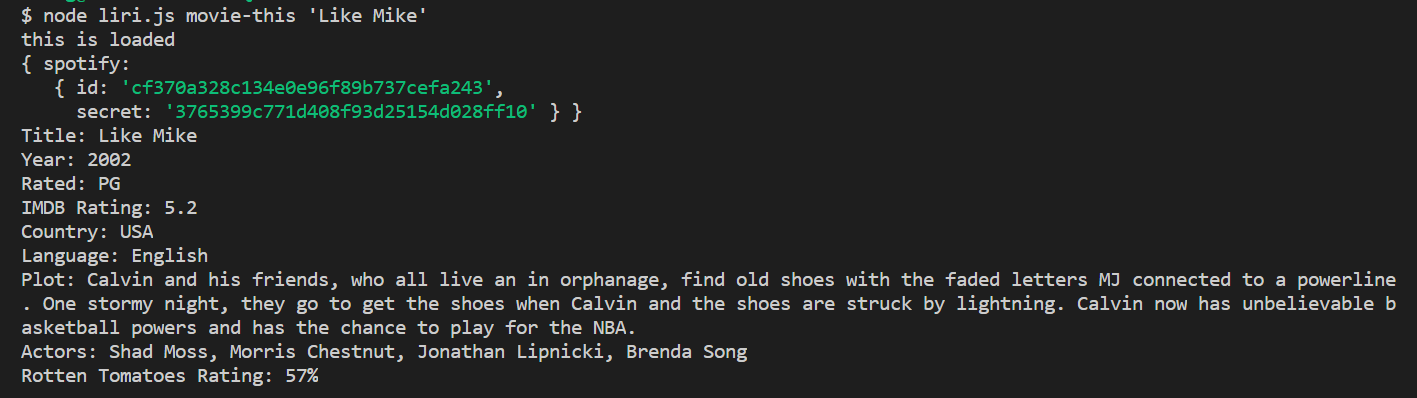 $ node liri.js movie-this 'Like Mike'
this is loaded
{ spotify:
   { id: 'cf370a328c134e0e96f89b737cefa243',
     secret: '3765399c771d408f93d25154d028ff10' } }
Title: Like Mike
Year: 2002
Rated: PG
IMDB Rating: 5.2
Country: USA
Language: English
Plot: Calvin and his friends, who all live an in orphanage, find old shoes with the faded letters MJ connected to a powerline
. One stormy night, they go to get the shoes when Calvin and the shoes are struck by lightning. Calvin now has unbelievable b
asketball powers and has the chance to play for the NBA.
Actors: Shad Moss, Morris Chestnut, Jonathan Lipnicki, Brenda Song
Rotten Tomatoes Rating: 57%